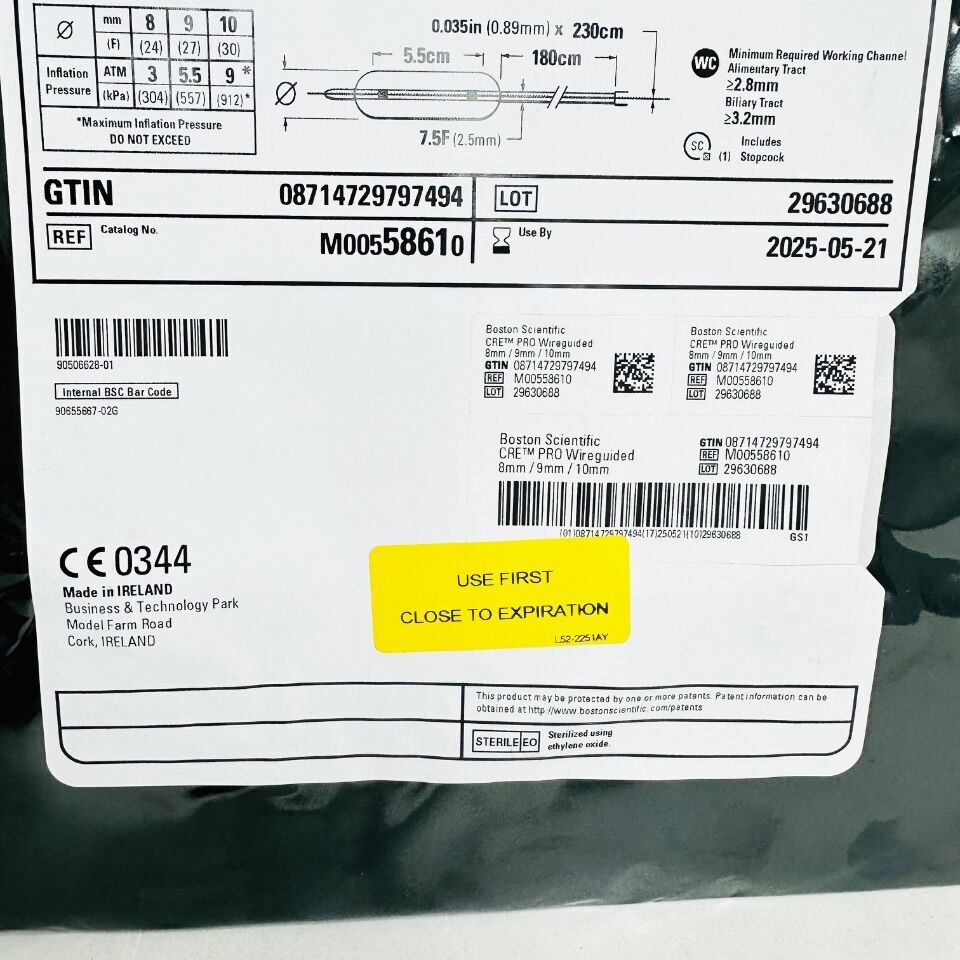 Ø mm 8 9 10
(F) (24) (27) (30)
Inflation Pressure ATM 3 5.5 9*
(kPa) (304) (557) (912)*
*Maximum Inflation Pressure
DO NOT EXCEED
0.035in (0.89mm) x 230cm
5.5cm
180cm
Ø
7.5F (2.5mm)
WC Minimum Required Working Channel
Alimentary Tract
≥2.8mm
Biliary Tract
≥3.2mm
SC (1) Includes
Stopcock
GTIN 08714729797494
LOT 29630688
REF Catalog No. M00558610
Use By 2025-05-21
90506628-01
Internal BSC Bar Code
90655667-02G
Boston Scientific
CRE™ PRO Wireguided
8mm / 9mm / 10mm
GTIN 08714729797494
REF M00558610
LOT 29630688
Boston Scientific
CRE™ PRO Wireguided
8mm / 9mm / 10mm
GTIN 08714729797494
REF M00558610
LOT 29630688
Boston Scientific
CRE™ PRO Wireguided
8mm / 9mm / 10mm
GTIN 08714729797494
REF M00558610
LOT 29630688
(01)08714729797494(17)250521(10)29630688
GS1
CE 0344
Made in IRELAND
Business & Technology Park
Model Farm Road
Cork, IRELAND
USE FIRST
CLOSE TO EXPIRATION
L52-2251AY
This product may be protected by one or more patents. Patent information can be
obtained at http://www.bostonscientific.com/patents
STERILE EO Sterilized using
ethylene oxide.